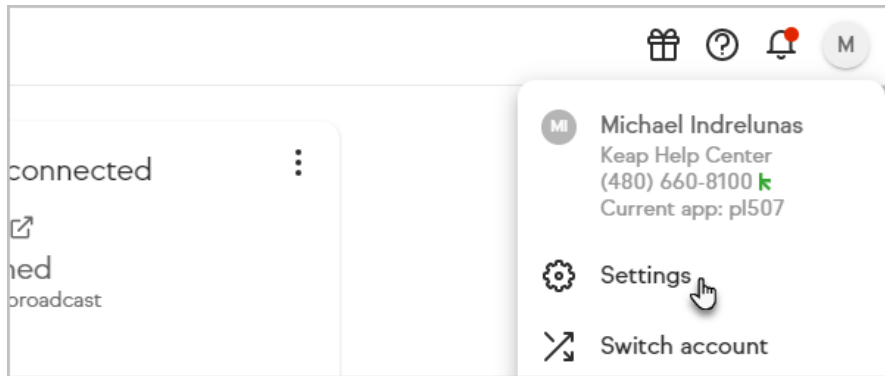 M
connected
ned
broadcast
MI
Michael Indrelunas
Keap Help Center
(480) 660-8100
Current app: pl507
Settings
Switch account